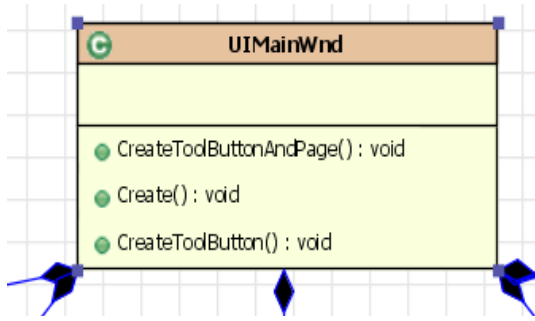 C UIMainWnd
CreateToolButtonAndPage() : void
Create() : void
CreateToolButton() : void